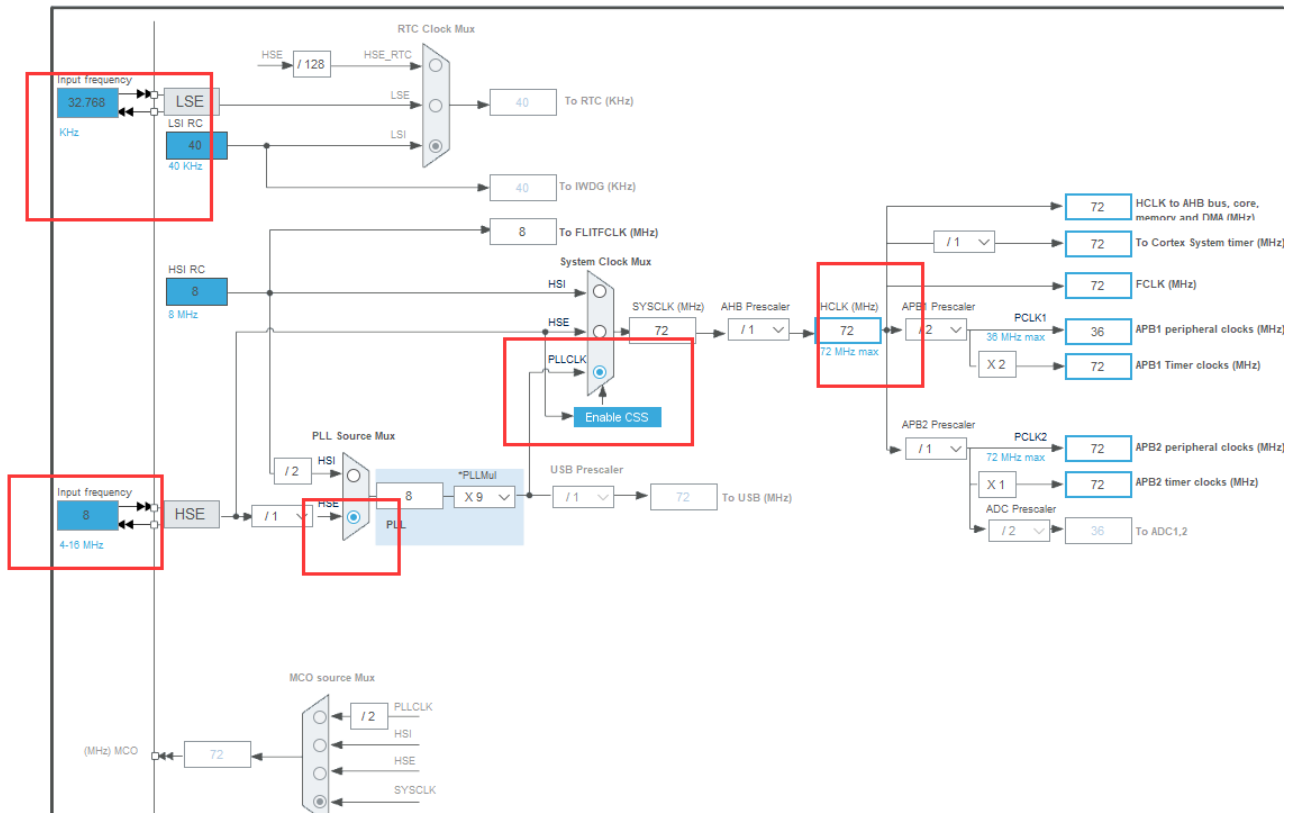 RTC Clock Mux
HSE
/ 128
HSE_RTC
Input frequency
32.768
KHz
LSE
LSE
40
To RTC (KHz)
LSI RC
40
40 KHz
LSI
40
To IWDG (KHz)
8
To FLITFCLK (MHz)
HSI RC
8
8 MHz
System Clock Mux
HSI
HSE
PLLCLK
Enable CSS
SYSCLK (MHz)
72
AHB Prescaler
/ 1
HCLK (MHz)
72
72 MHz max
72
HCLK to AHB bus, core,
memory and DMA (MHz)
/ 1
72
To Cortex System timer (MHz)
72
FCLK (MHz)
APB1 Prescaler
/ 2
PCLK1
36 MHz max
36
APB1 peripheral clocks (MHz)
X 2
72
APB1 Timer clocks (MHz)
APB2 Prescaler
/ 1
PCLK2
72 MHz max
72
APB2 peripheral clocks (MHz)
X 1
72
APB2 timer clocks (MHz)
ADC Prescaler
/ 2
36
To ADC1,2
PLL Source Mux
/ 2
HSI
Input frequency
8
4-16 MHz
HSE
/ 1
HSE
8
*PLLMul
X 9
PLL
USB Prescaler
/ 1
72
To USB (MHz)
MCO source Mux
/ 2
PLLCLK
HSI
HSE
SYSCLK
(MHz) MCO
72